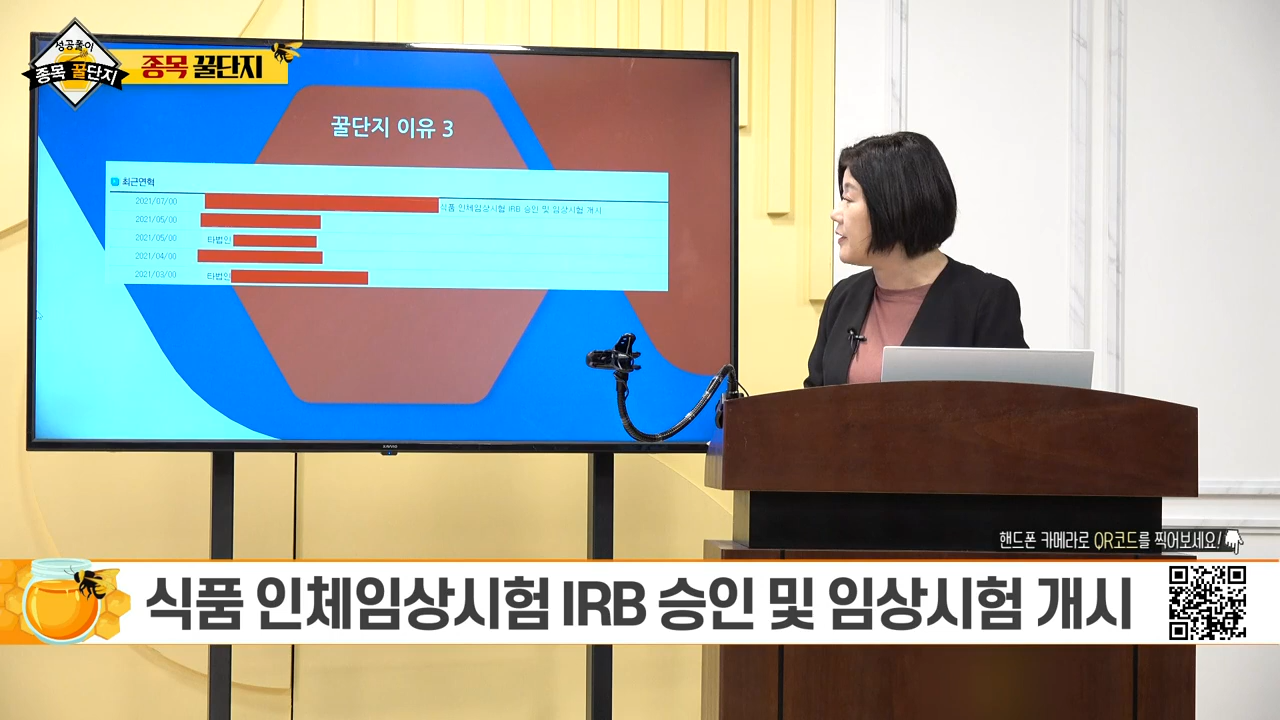 성공풀이
종목 꿀단지
종목 꿀단지
꿀단지 이유 3
최근연혁
2021/07/00 식품 인체임상시험 IRB 승인 및 임상시험 개시
2021/05/00
2021/05/00 타법인
2021/04/00
2021/03/00 타법인
핸드폰 카메라로 QR코드를 찍어보세요!
식품 인체임상시험 IRB 승인 및 임상시험 개시